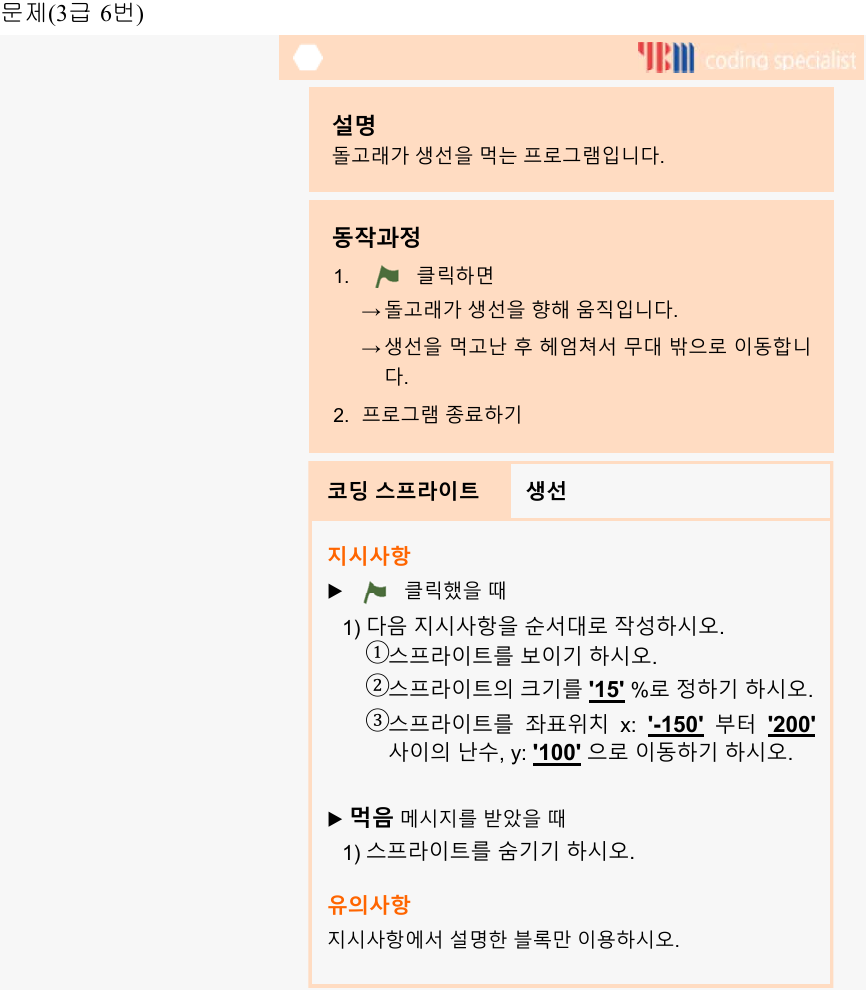 문제(3급 6번)
YBM coding specialist
설명
돌고래가 생선을 먹는 프로그램입니다.
동작과정
1. 클릭하면
→돌고래가 생선을 향해 움직입니다.
→생선을 먹고난 후 헤엄쳐서 무대 밖으로 이동합니
다.
2. 프로그램 종료하기
코딩 스프라이트 생선
지시사항
▶ 클릭했을 때
1) 다음 지시사항을 순서대로 작성하시오.
①스프라이트를 보이기 하시오.
②스프라이트의 크기를 '15' %로 정하기 하시오.
③스프라이트를 좌표위치 x: '-150' 부터 '200'
사이의 난수, y: '100' 으로 이동하기 하시오.
▶ 먹음 메시지를 받았을 때
1) 스프라이트를 숨기기 하시오.
유의사항
지시사항에서 설명한 블록만 이용하시오.